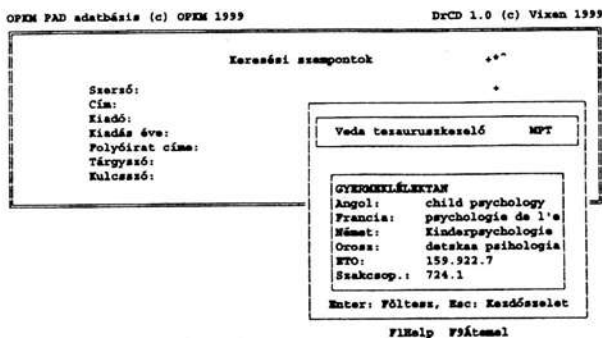 OPKM PAD adatbázis (c) OPKM 1999 DrCD 1.0 (c) Vixen 1999
Keresési szempontok +*^
Szerző: +
Cím:
Kiadó:
Kiadás éve:
Polyóirat címe:
Tárgyszó:
Kulcsszó:
Veda tezauruszkezelő MPT
GYERMEKLÉLEKTAN
Angol: child psychology
Francia: psychologie de l'e
Német: Kinderpsychologie
Orosz: detskaa psihologia
ETO: 159.922.7
Szakcsop.: 724.1
Enter: Föltesz, Esc: Kezdőszelet
F1Help F9Átemel